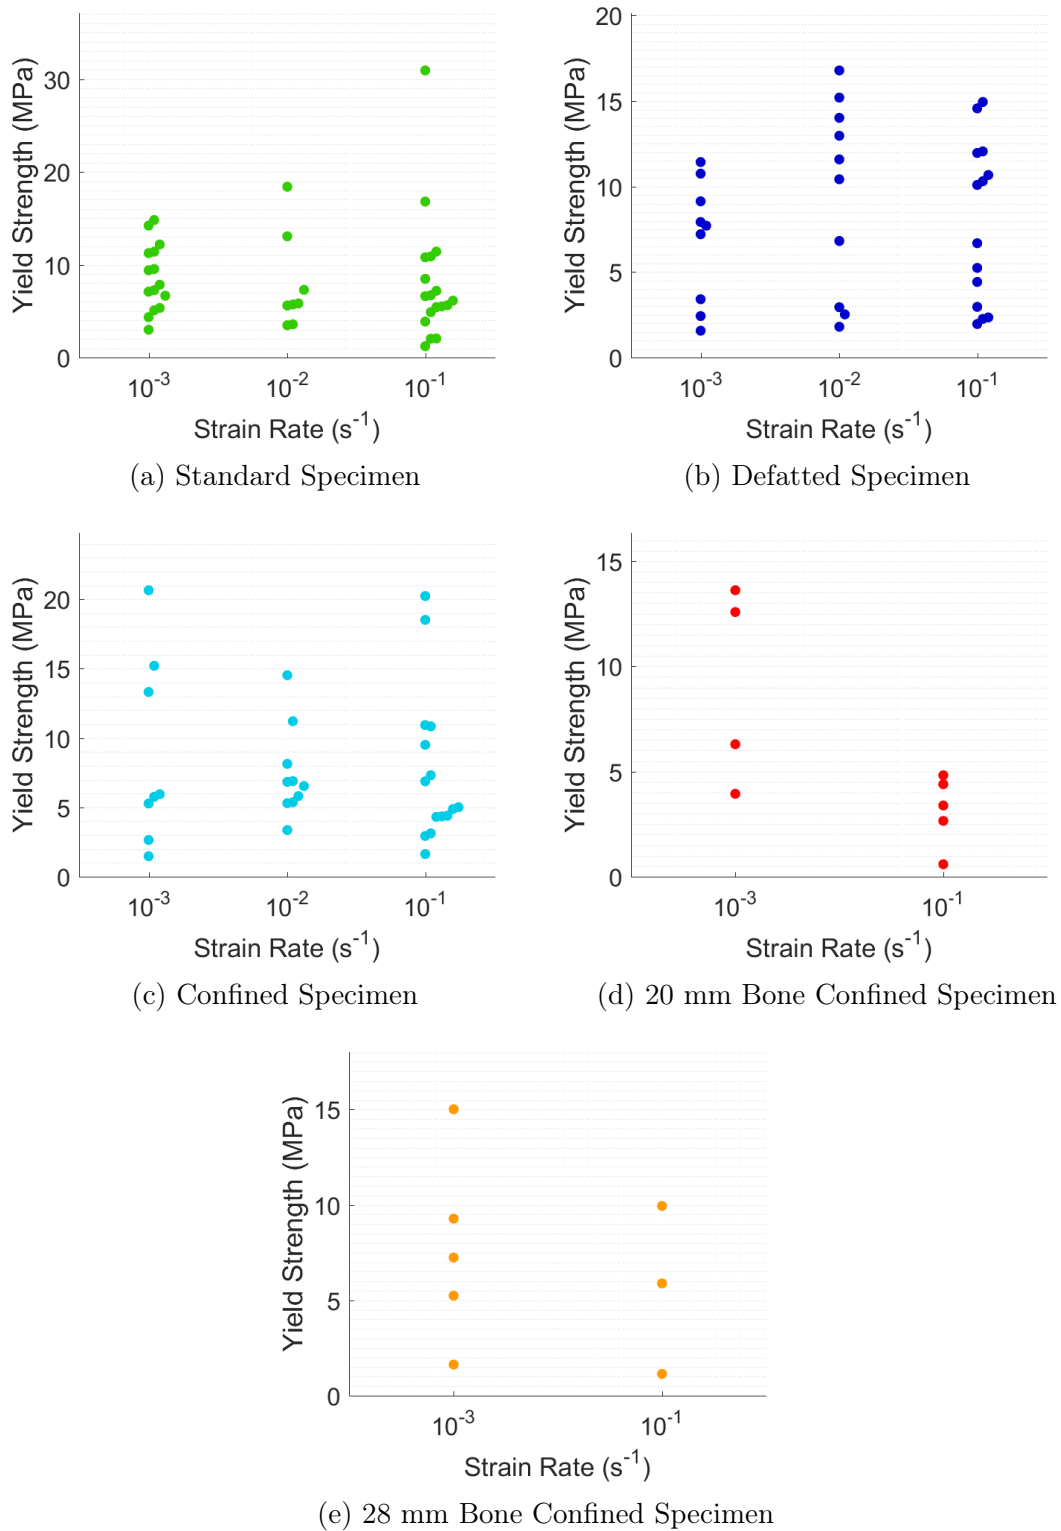 Yield Strength (MPa)
30
20
10
0
10-3
10-2
10-1
Strain Rate (s-1)
(a) Standard Specimen
Yield Strength (MPa)
20
15
10
5
0
10-3
10-2
10-1
Strain Rate (s-1)
(b) Defatted Specimen
Yield Strength (MPa)
20
15
10
5
0
10-3
10-2
10-1
Strain Rate (s-1)
(c) Confined Specimen
Yield Strength (MPa)
15
10
5
0
10-3
10-1
Strain Rate (s-1)
(d) 20 mm Bone Confined Specimen
Yield Strength (MPa)
15
10
5
0
10-3
10-1
Strain Rate (s-1)
(e) 28 mm Bone Confined Specimen